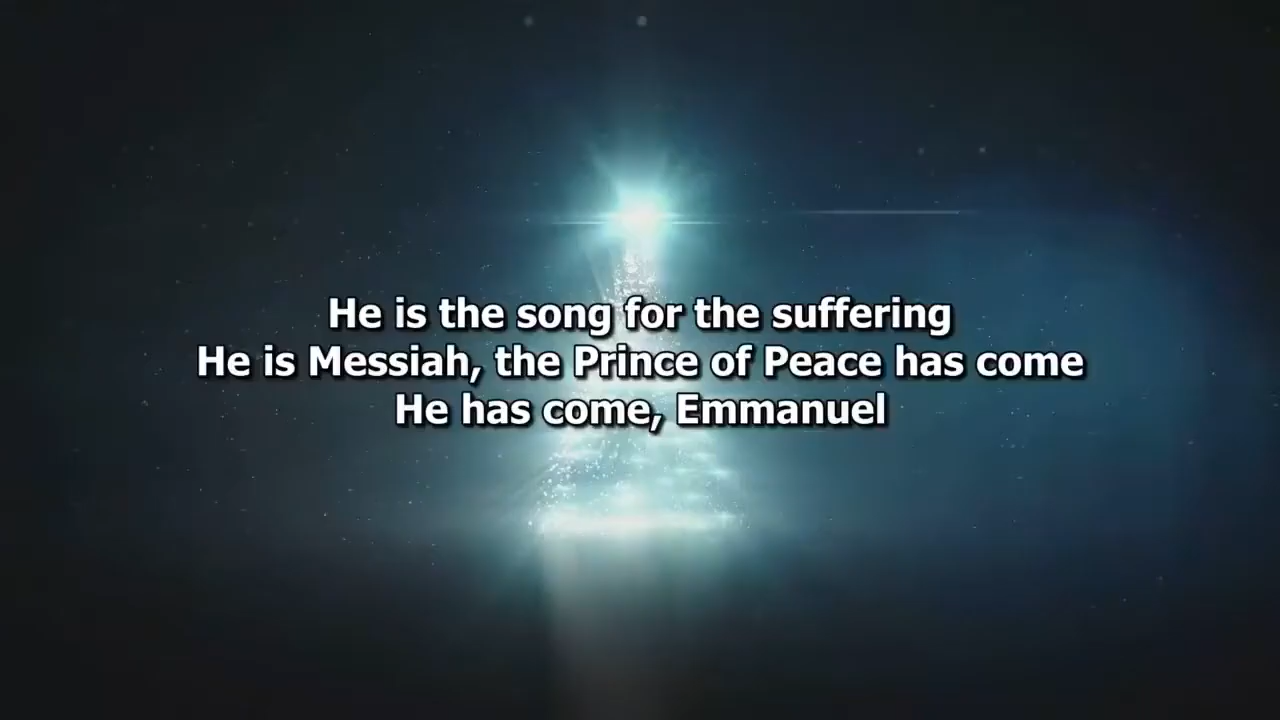 He is the song for the suffering
He is Messiah, the Prince of Peace has come
He has come, Emmanuel